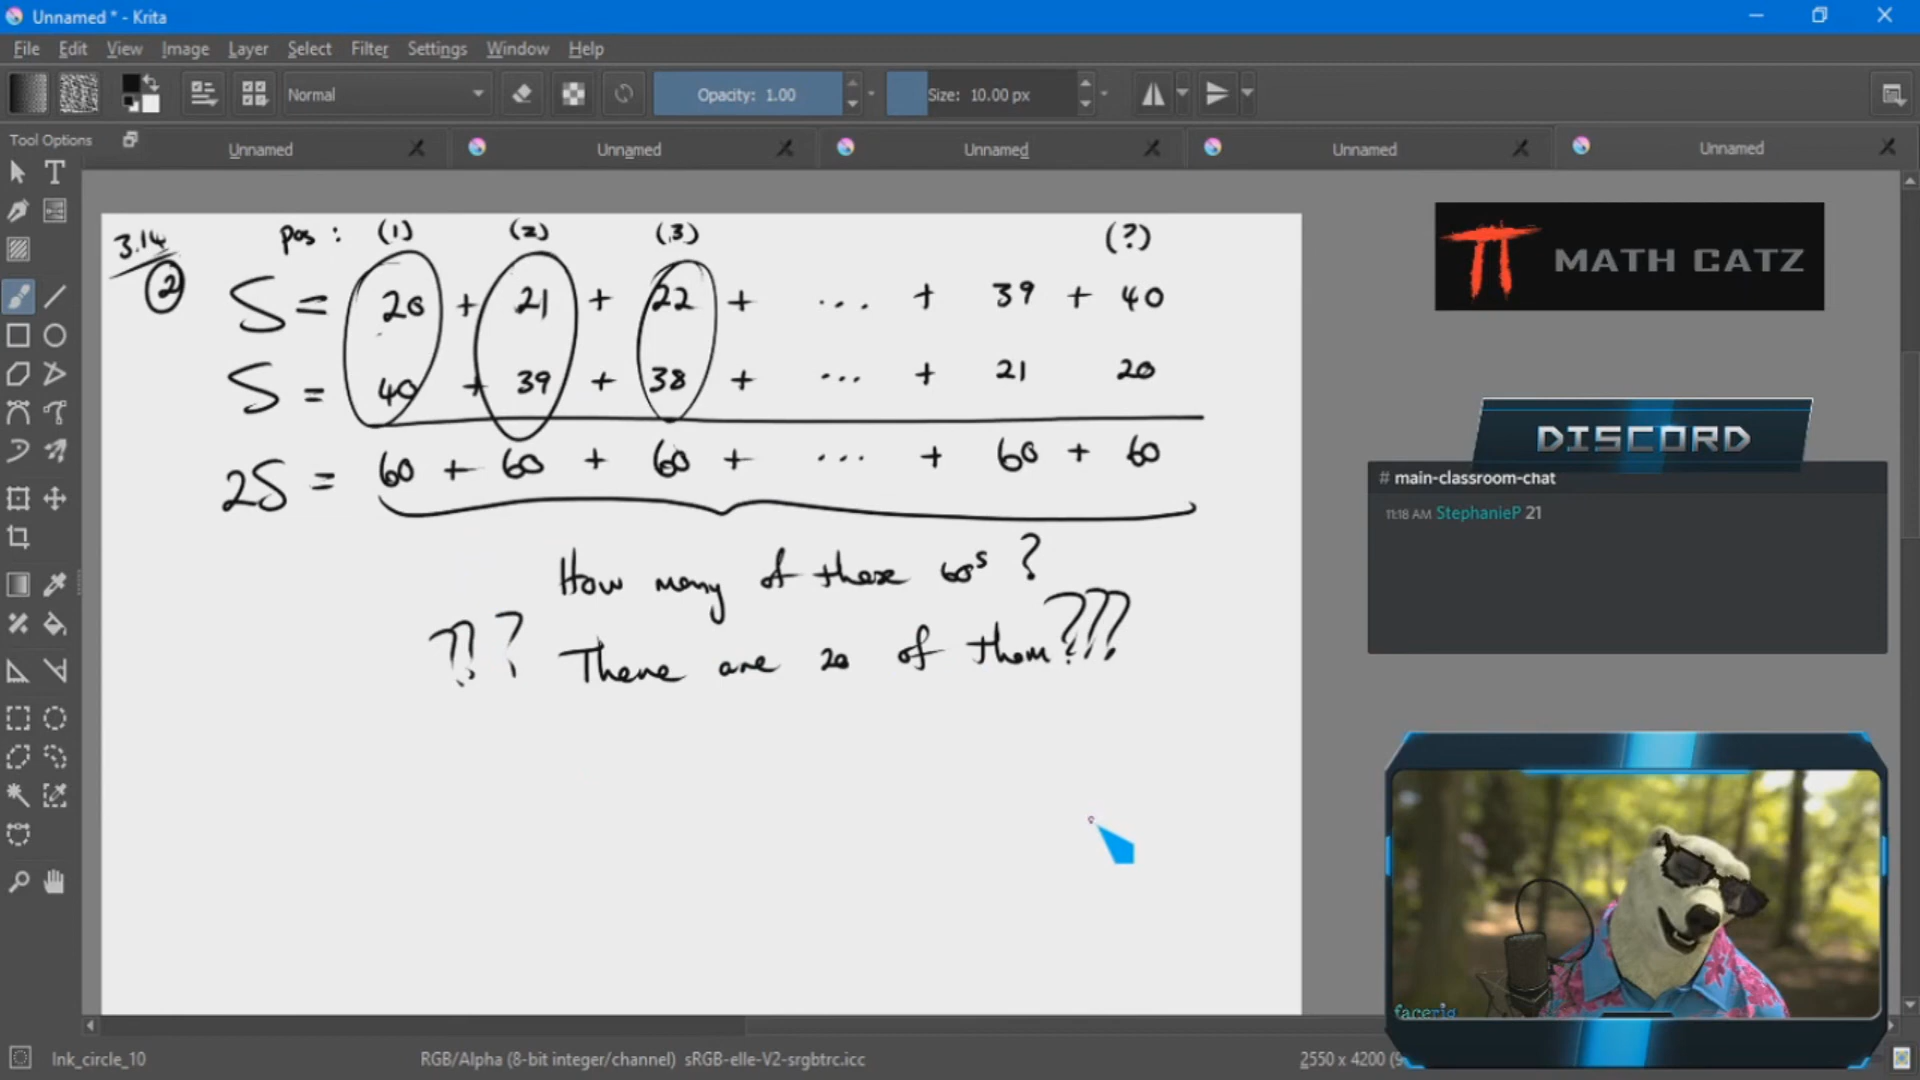 Unnamed * - Krita
File Edit View Image Layer Select Filter Settings Window Help
Normal Opacity: 1.00 Size: 10.00 px
Tool Options
Unnamed Unnamed Unnamed Unnamed Unnamed
3.14 pos : (1) (2) (3) (?)
2
S = 20 + 21 + 22 + ... + 39 + 40
S = 40 + 39 + 38 + ... + 21 20
2S = 60 + 60 + 60 + ... + 60 + 60
How many of these 60s ?
??? There are 20 of them ???
π MATH CATZ
DISCORD
# main-classroom-chat
11:18 AM StephanieP 21
facerig
Ink_circle_10 RGB/Alpha (8-bit integer/channel) sRGB-elle-V2-srgbtrc.icc 2550 x 4200